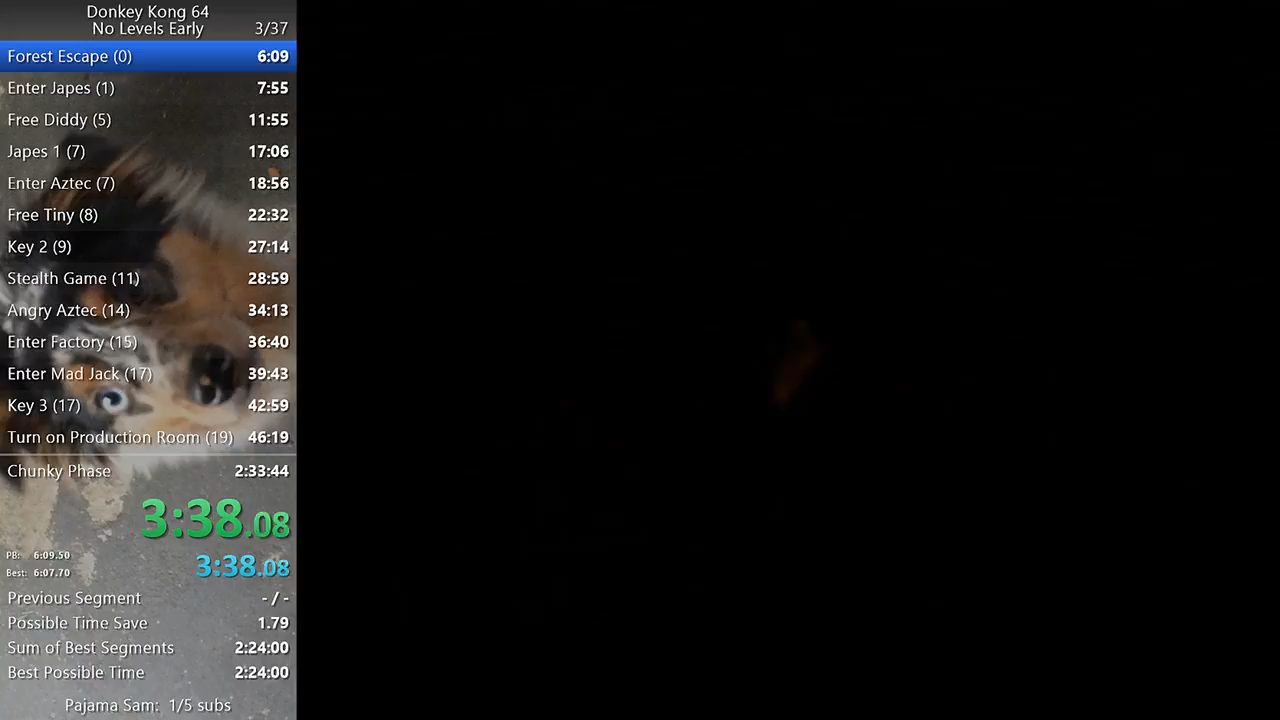 Donkey Kong 64
No Levels Early 3/37
Forest Escape (0) 6:09
Enter Japes (1) 7:55
Free Diddy (5) 11:55
Japes 1 (7) 17:06
Enter Aztec (7) 18:56
Free Tiny (8) 22:32
Key 2 (9) 27:14
Stealth Game (11) 28:59
Angry Aztec (14) 34:13
Enter Factory (15) 36:40
Enter Mad Jack (17) 39:43
Key 3 (17) 42:59
Turn on Production Room (19) 46:19
Chunky Phase 2:33:44
3:38.08
PB: 6:09.50
Best: 6:07.70 3:38.08
Previous Segment - / -
Possible Time Save 1.79
Sum of Best Segments 2:24:00
Best Possible Time 2:24:00
Pajama Sam: 1/5 subs